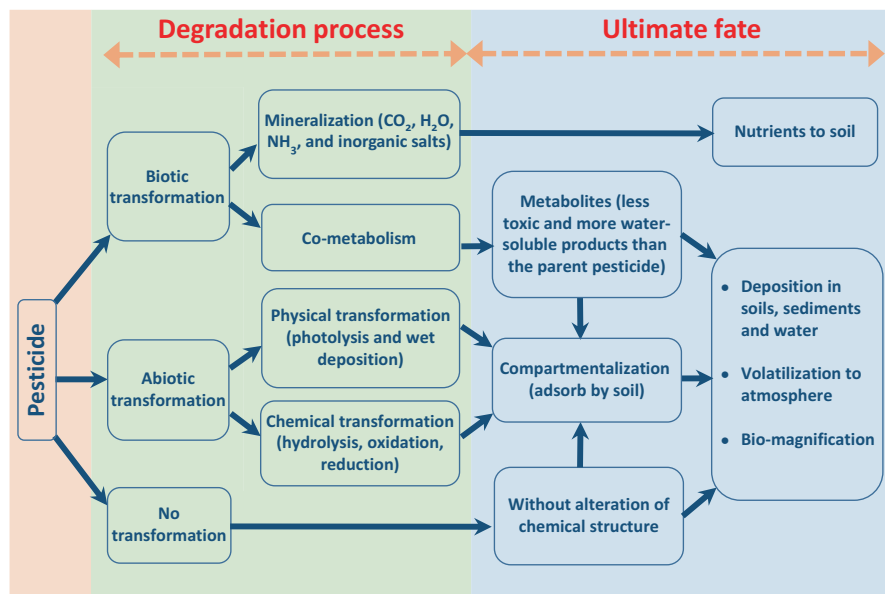 Degradation process
Ultimate fate
Pesticide
Biotic
transformation
Mineralization (CO₂, H₂O,
NH₃, and inorganic salts)
Nutrients to soil
Co-metabolism
Metabolites (less
toxic and more water-
soluble products than
the parent pesticide)
Abiotic
transformation
Physical transformation
(photolysis and wet
deposition)
Chemical transformation
(hydrolysis, oxidation,
reduction)
Compartmentalization
(adsorb by soil)
No
transformation
Without alteration of
chemical structure
• Deposition in
soils, sediments
and water
• Volatilization to
atmosphere
• Bio-magnification